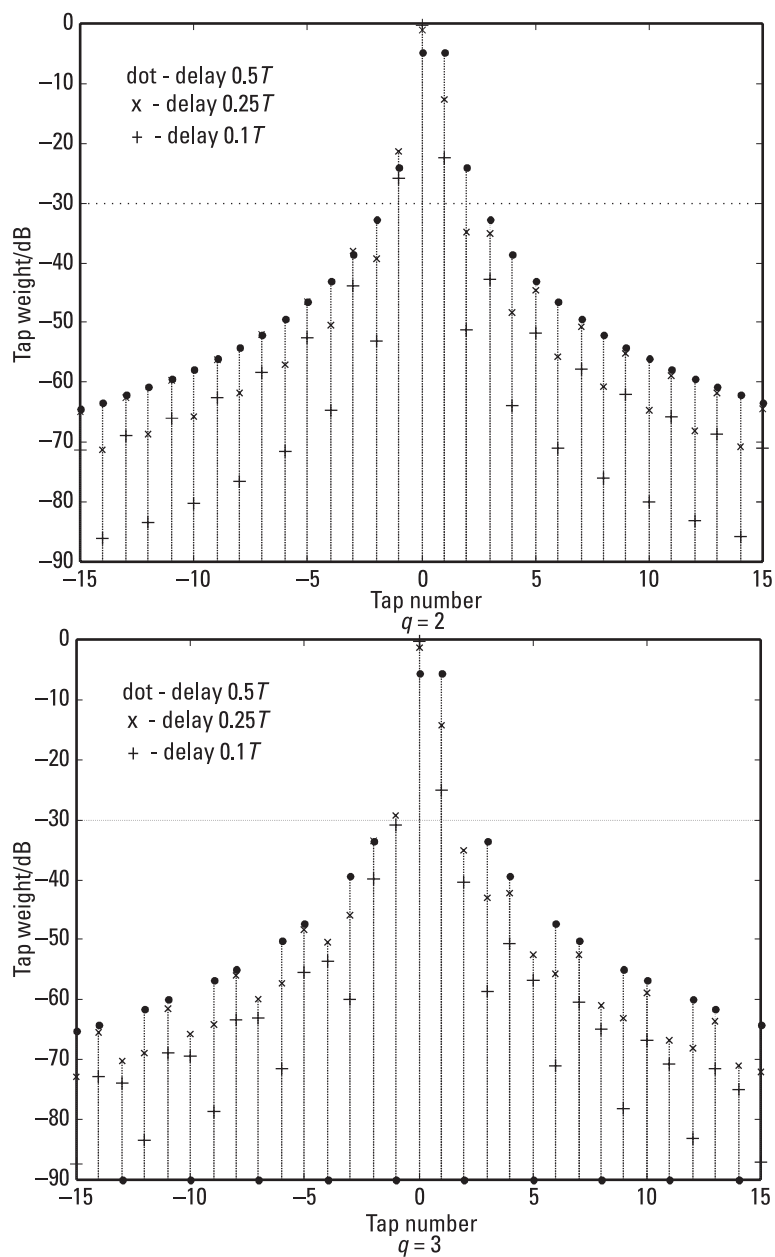 0
−10
−20
−30
−40
−50
−60
−70
−80
−90
Tap weight/dB
dot - delay 0.5T
x - delay 0.25T
+ - delay 0.1T
−15 −10 −5 0 5 10 15
Tap number
q = 2
0
−10
−20
−30
−40
−50
−60
−70
−80
−90
Tap weight/dB
dot - delay 0.5T
x - delay 0.25T
+ - delay 0.1T
−15 −10 −5 0 5 10 15
Tap number
q = 3